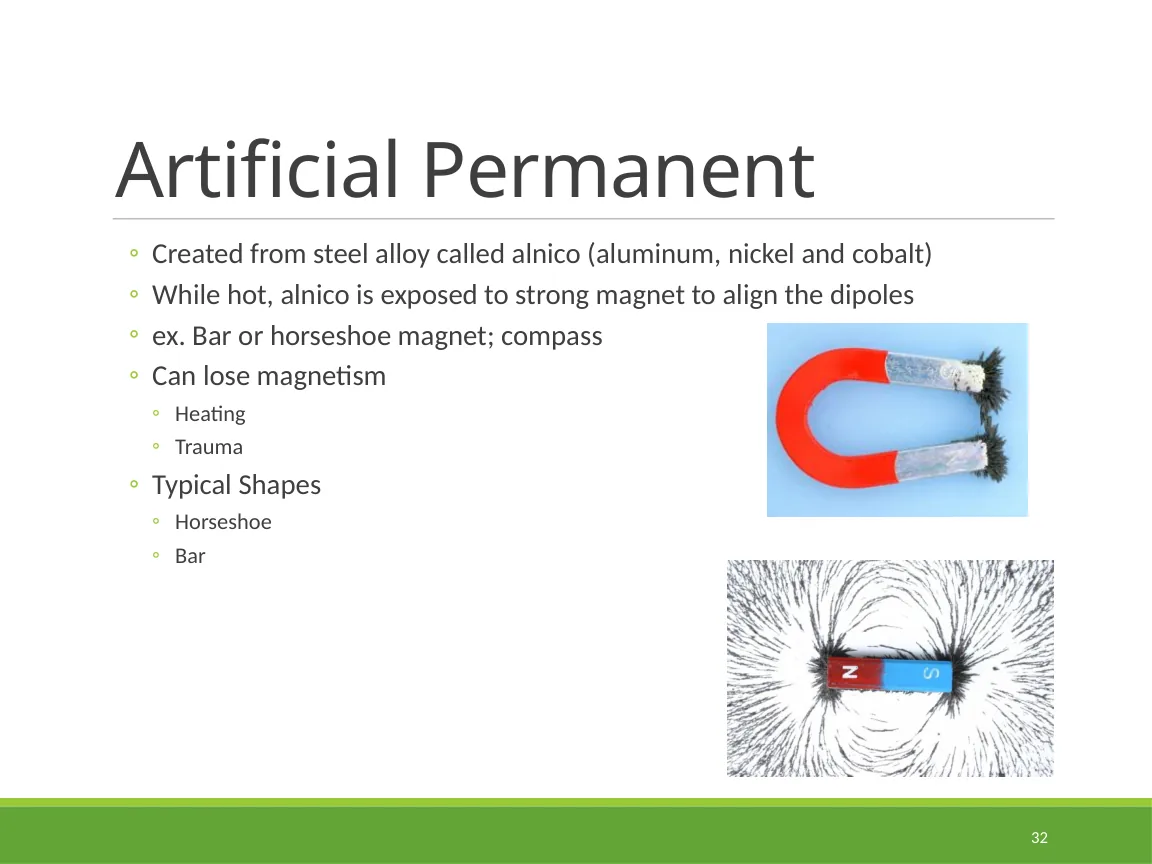 Artificial Permanent
◦ Created from steel alloy called alnico (aluminum, nickel and cobalt)
◦ While hot, alnico is exposed to strong magnet to align the dipoles
◦ ex. Bar or horseshoe magnet; compass
◦ Can lose magnetism
◦ Heating
◦ Trauma
◦ Typical Shapes
◦ Horseshoe
◦ Bar
N S
32